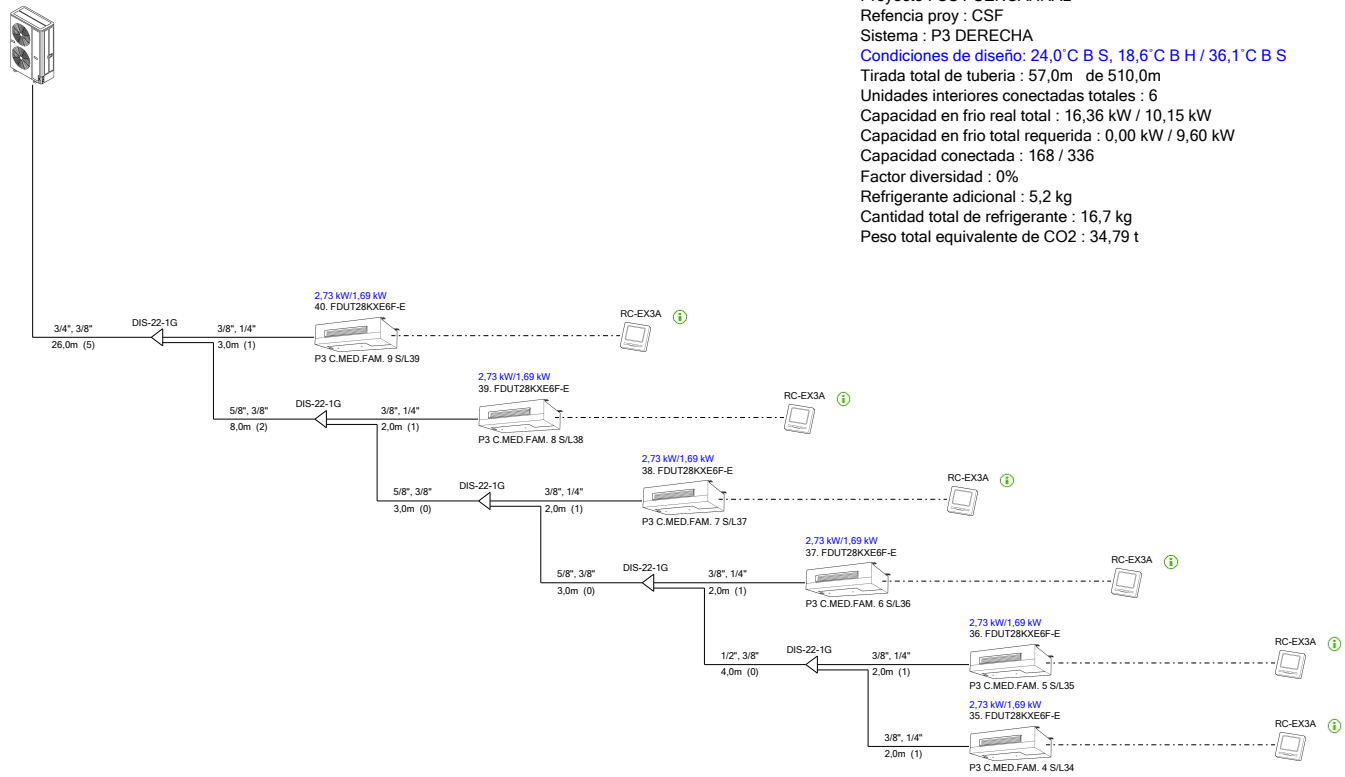 Refencia proy : CSF
Sistema : P3 DERECHA
Condiciones de diseño: 24,0°C B S, 18,6°C B H / 36,1°C B S
Tirada total de tuberia : 57,0m de 510,0m
Unidades interiores conectadas totales : 6
Capacidad en frio real total : 16,36 kW / 10,15 kW
Capacidad en frio total requerida : 0,00 kW / 9,60 kW
Capacidad conectada : 168 / 336
Factor diversidad : 0%
Refrigerante adicional : 5,2 kg
Cantidad total de refrigerante : 16,7 kg
Peso total equivalente de CO2 : 34,79 t
2,73 kW/1,69 kW
40. FDUT28KXE6F-E
RC-EX3A
3/4", 3/8"
DIS-22-1G
3/8", 1/4"
26,0m (5)
3,0m (1)
P3 C.MED.FAM. 9 S/L39
2,73 kW/1,69 kW
39. FDUT28KXE6F-E
RC-EX3A
5/8", 3/8"
DIS-22-1G
3/8", 1/4"
8,0m (2)
2,0m (1)
P3 C.MED.FAM. 8 S/L38
2,73 kW/1,69 kW
38. FDUT28KXE6F-E
RC-EX3A
5/8", 3/8"
DIS-22-1G
3/8", 1/4"
3,0m (0)
2,0m (1)
P3 C.MED.FAM. 7 S/L37
2,73 kW/1,69 kW
37. FDUT28KXE6F-E
RC-EX3A
5/8", 3/8"
DIS-22-1G
3/8", 1/4"
3,0m (0)
2,0m (1)
P3 C.MED.FAM. 6 S/L36
2,73 kW/1,69 kW
36. FDUT28KXE6F-E
RC-EX3A
1/2", 3/8"
DIS-22-1G
3/8", 1/4"
4,0m (0)
2,0m (1)
P3 C.MED.FAM. 5 S/L35
2,73 kW/1,69 kW
35. FDUT28KXE6F-E
RC-EX3A
3/8", 1/4"
2,0m (1)
P3 C.MED.FAM. 4 S/L34